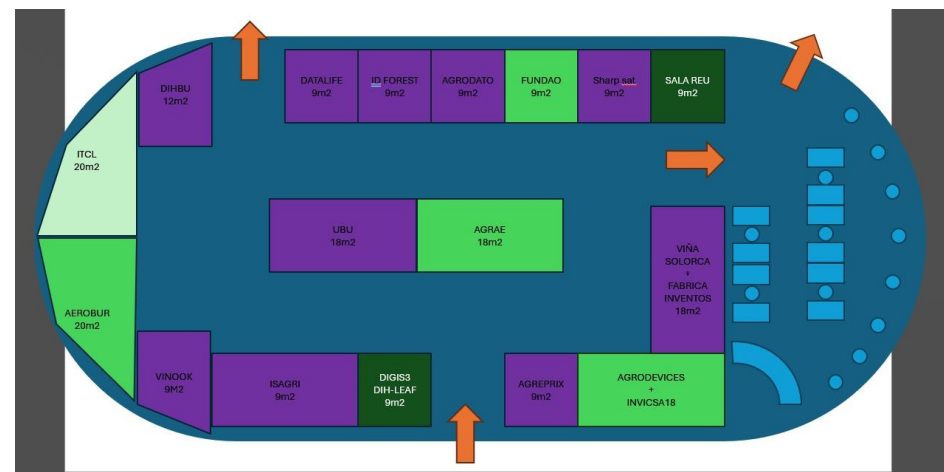 DIHBU
12m2
DATALIFE
9m2
ID FOREST
9m2
AGRODATO
9m2
FUNDAO
9m2
Sharp sat
9m2
SALA REU
9m2
ITCL
20m2
UBU
18m2
AGRAE
18m2
VIÑA
SOLORCA
+
FABRICA
INVENTOS
18m2
AEROBUR
20m2
VINOOK
9M2
ISAGRI
9m2
DIGIS3
DIH-LEAF
9m2
AGREPRIX
9m2
AGRODEVICES
+
INVICSA18